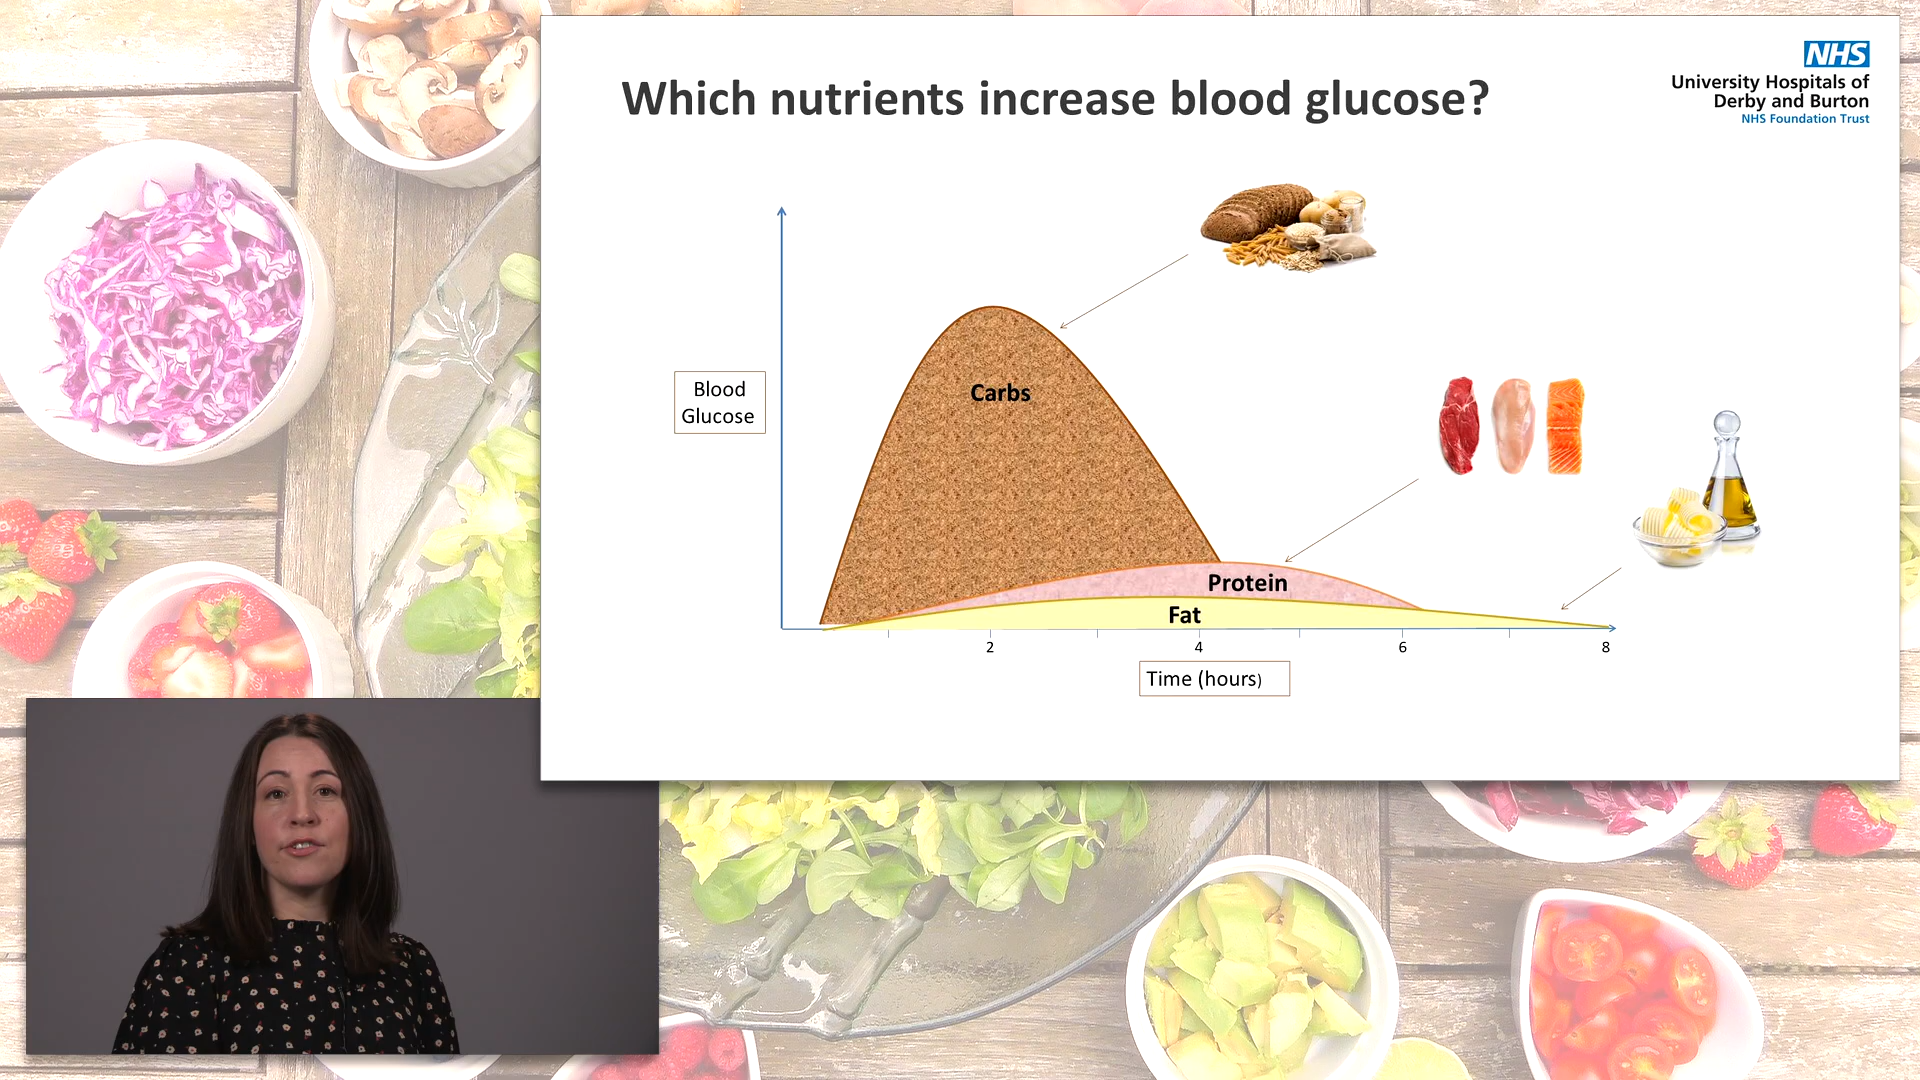 Which nutrients increase blood glucose?
NHS
University Hospitals of
Derby and Burton
NHS Foundation Trust
Blood
Glucose
Carbs
Protein
Fat
2
4
6
8
Time (hours)